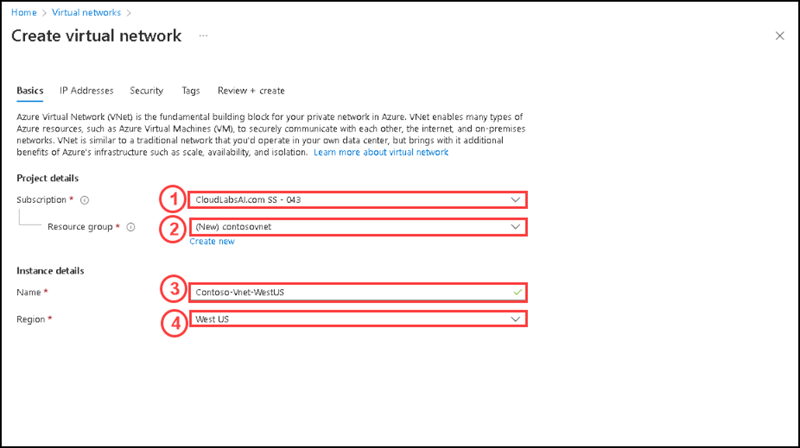 Home > Virtual networks >
Create virtual network ...
Basics IP Addresses Security Tags Review + create
Azure Virtual Network (VNet) is the fundamental building block for your private network in Azure. VNet enables many types of
Azure resources, such as Azure Virtual Machines (VM), to securely communicate with each other, the internet, and on-premises
networks. VNet is similar to a traditional network that you'd operate in your own data center, but brings with it additional
benefits of Azure's infrastructure such as scale, availability, and isolation. Learn more about virtual network
Project details
Subscription * 1 CloudLabsAI.com SS - 043
Resource group * 2 (New) contosovnet
Create new
Instance details
Name * 3 Contoso-Vnet-WestUS
Region * 4 West US